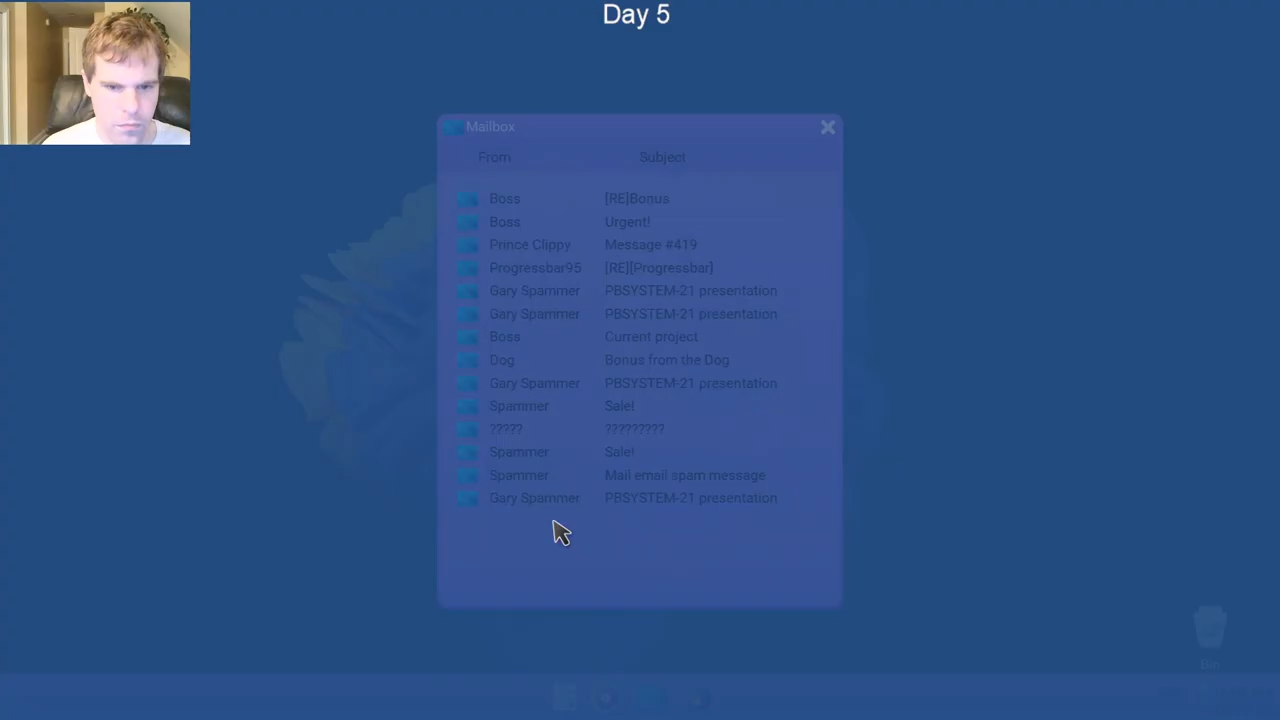 Day 5
Mailbox
From Subject
Boss [RE]Bonus
Boss Urgent!
Prince Clippy Message #419
Progressbar95 [RE][Progressbar]
Gary Spammer PBSYSTEM-21 presentation
Gary Spammer PBSYSTEM-21 presentation
Boss Current project
Dog Bonus from the Dog
Gary Spammer PBSYSTEM-21 presentation
Spammer Sale!
????? ?????????
Spammer Sale!
Spammer Mail email spam message
Gary Spammer PBSYSTEM-21 presentation
Bin